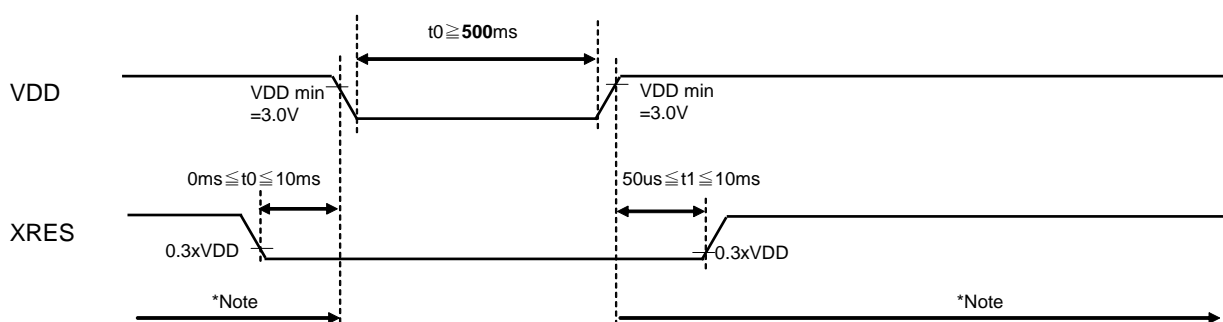 t0≧500ms
VDD
VDD min
=3.0V
VDD min
=3.0V
0ms≦t0≦10ms
50us≦t1≦10ms
XRES
0.3xVDD
0.3xVDD
*Note
*Note